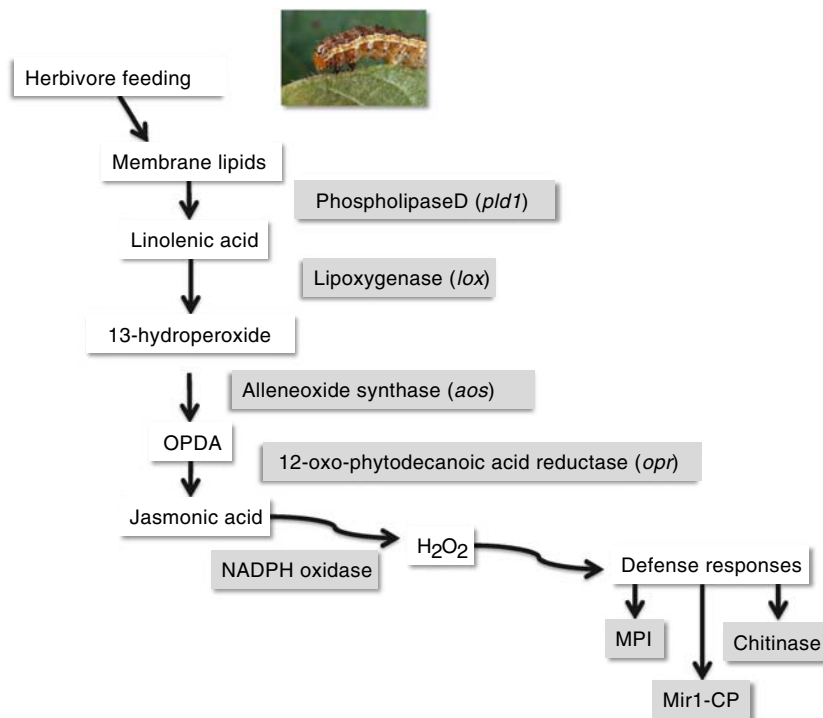 Herbivore feeding
Membrane lipids
PhospholipaseD (pld1)
Linolenic acid
Lipoxygenase (lox)
13-hydroperoxide
Alleneoxide synthase (aos)
OPDA
12-oxo-phytodecanoic acid reductase (opr)
Jasmonic acid
H2O2
NADPH oxidase
Defense responses
MPI
Chitinase
Mir1-CP